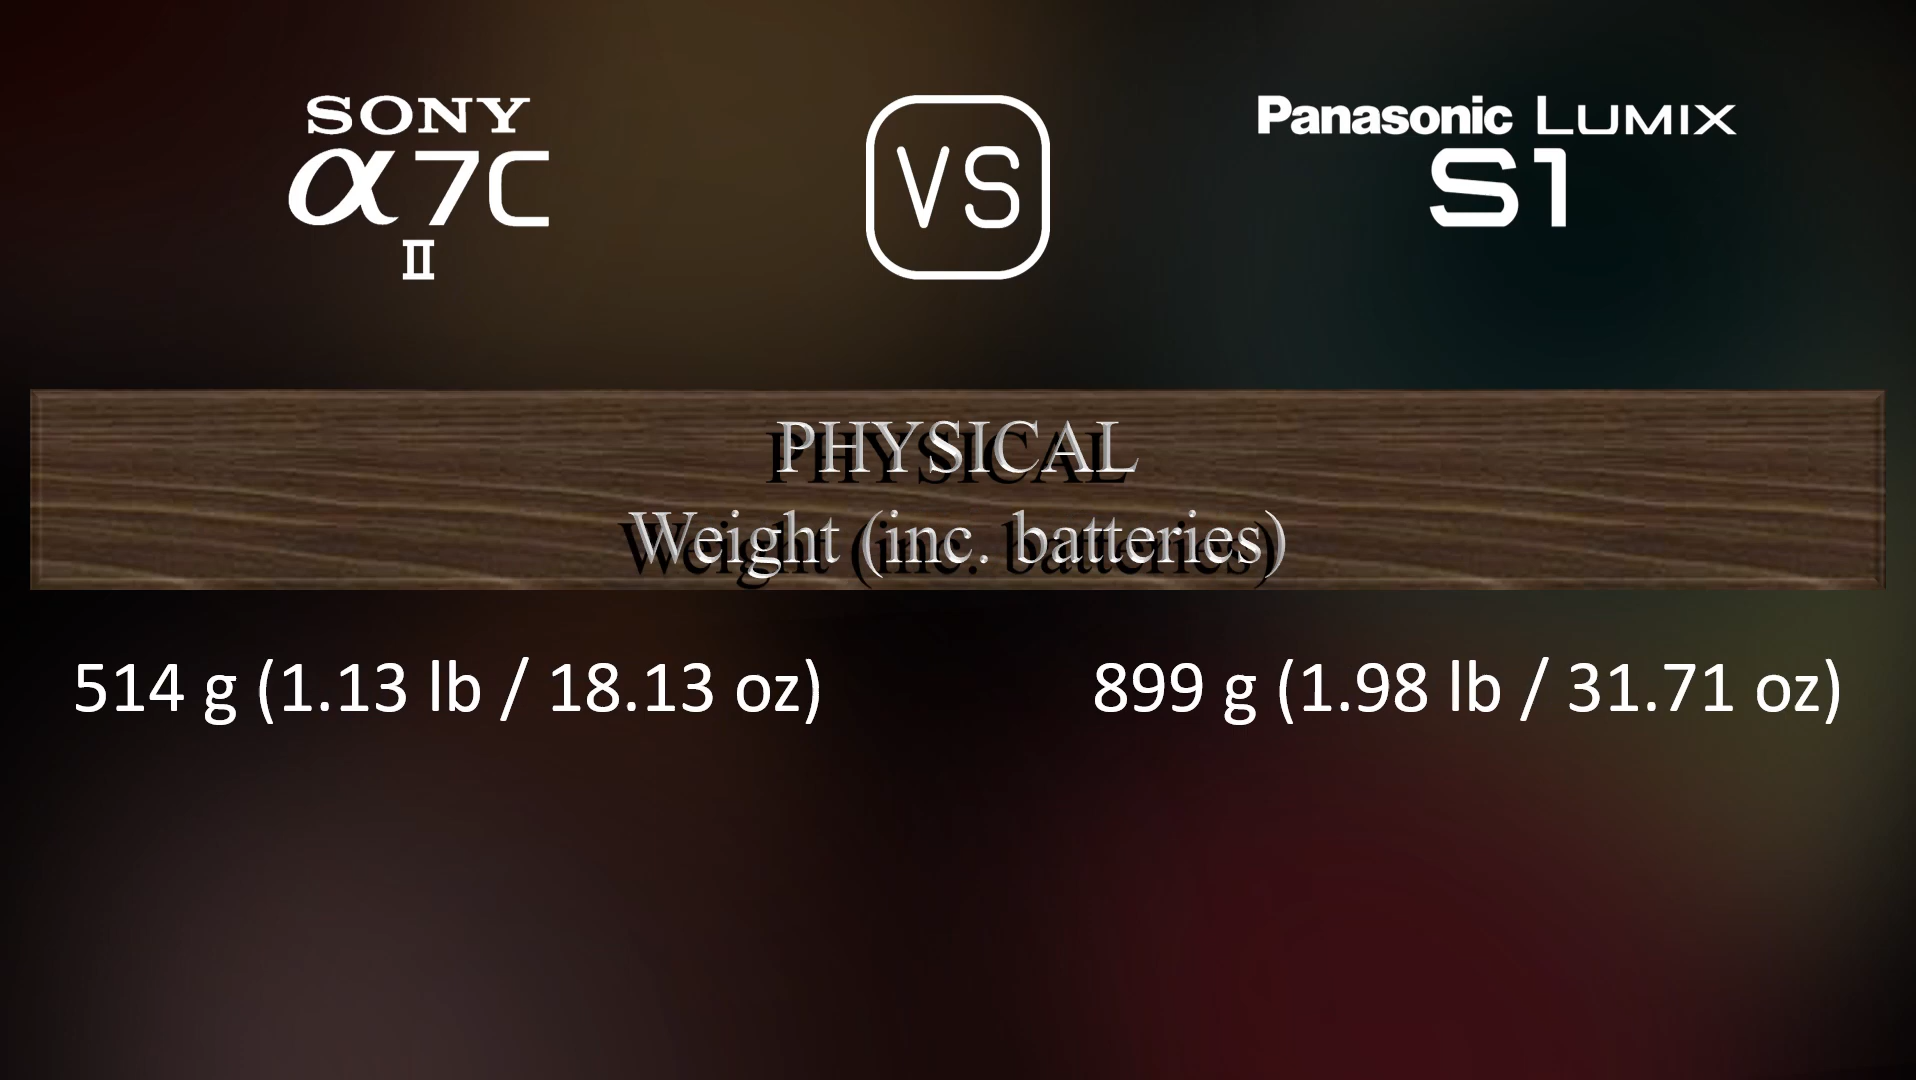 SONY
α7C
II
VS
Panasonic LUMIX
S1
PHYSICAL
Weight (inc. batteries)
514 g (1.13 lb / 18.13 oz)
899 g (1.98 lb / 31.71 oz)